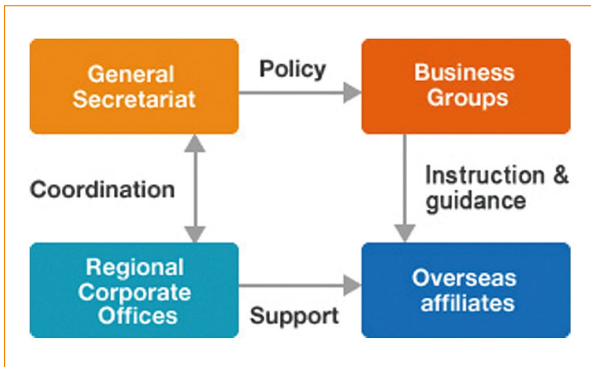 General
Secretariat
Policy
Business
Groups
Coordination
Instruction &
guidance
Regional
Corporate
Offices
Support
Overseas
affiliates